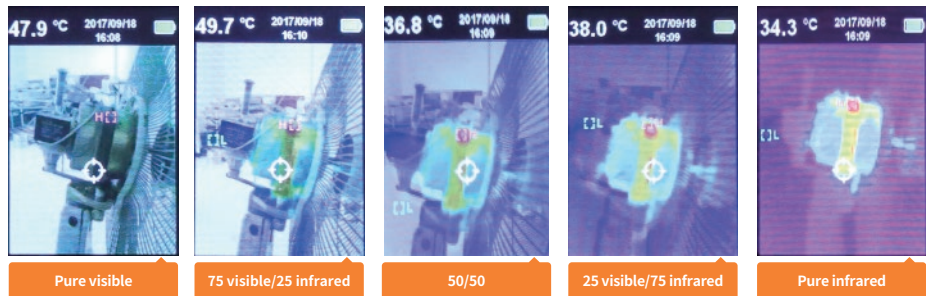 47.9 °C 2017/09/18
16:08
H
Pure visible
49.7 °C 2017/09/18
16:10
H
L
75 visible/25 infrared
36.8 °C 2017/09/18
16:09
L
50/50
38.0 °C 2017/09/18
16:09
L
25 visible/75 infrared
34.3 °C 2017/09/18
16:09
L
Pure infrared